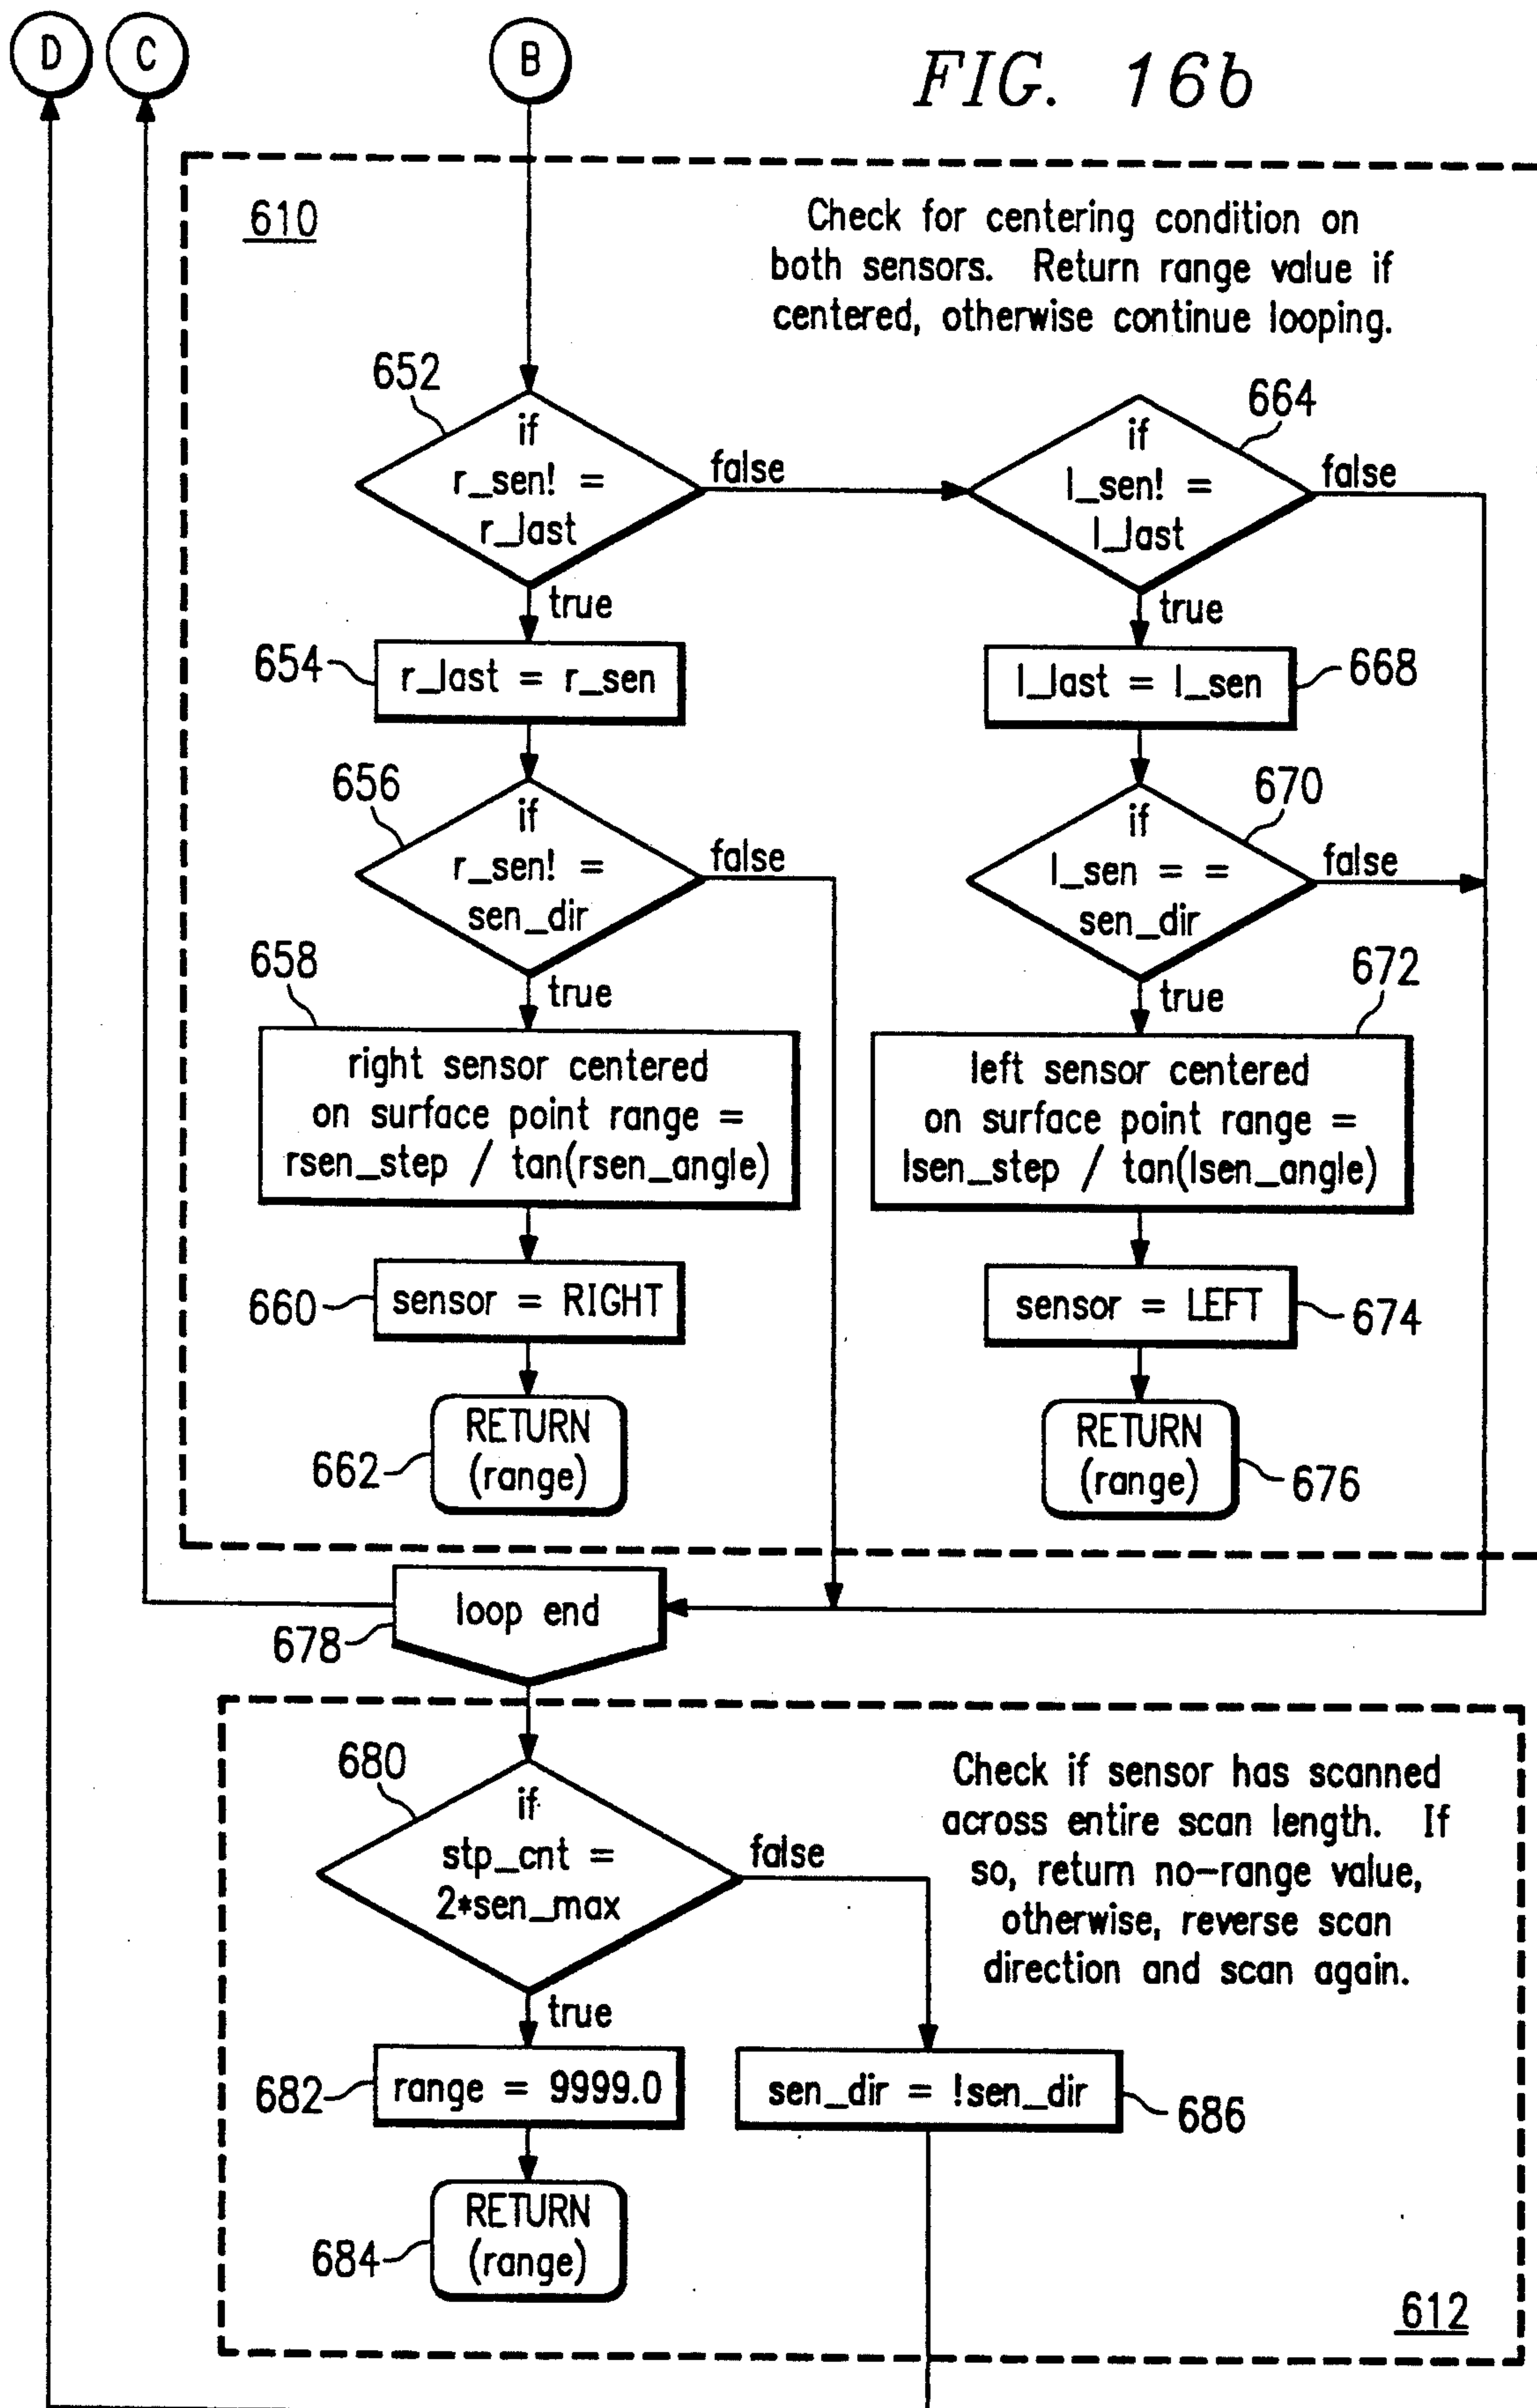 D
C
B
FIG. 16b
610
Check for centering condition on
both sensors. Return range value if
centered, otherwise continue looping.
652
if
r_sen! =
r_last
false
true
664
if
l_sen! =
l_last
false
true
654
r_last = r_sen
l_last = l_sen
668
656
if
r_sen! =
sen_dir
false
true
670
if
l_sen = =
sen_dir
false
true
658
right sensor centered
on surface point range =
rsen_step / tan(rsen_angle)
672
left sensor centered
on surface point range =
lsen_step / tan(lsen_angle)
660
sensor = RIGHT
sensor = LEFT
674
662
RETURN
(range)
RETURN
(range)
676
loop end
678
680
if
stp_cnt =
2*sen_max
false
true
Check if sensor has scanned
across entire scan length. If
so, return no-range value,
otherwise, reverse scan
direction and scan again.
682
range = 9999.0
sen_dir = !sen_dir
686
684
RETURN
(range)
612